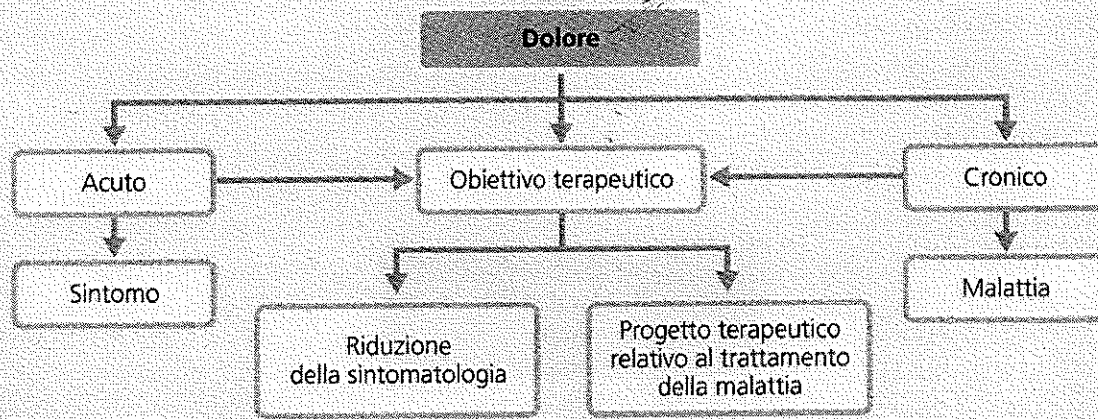 Dolore
Acuto
Obiettivo terapeutico
Cronico
Sintomo
Malattia
Riduzione
della sintomatologia
Progetto terapeutico
relativo al trattamento
della malattia